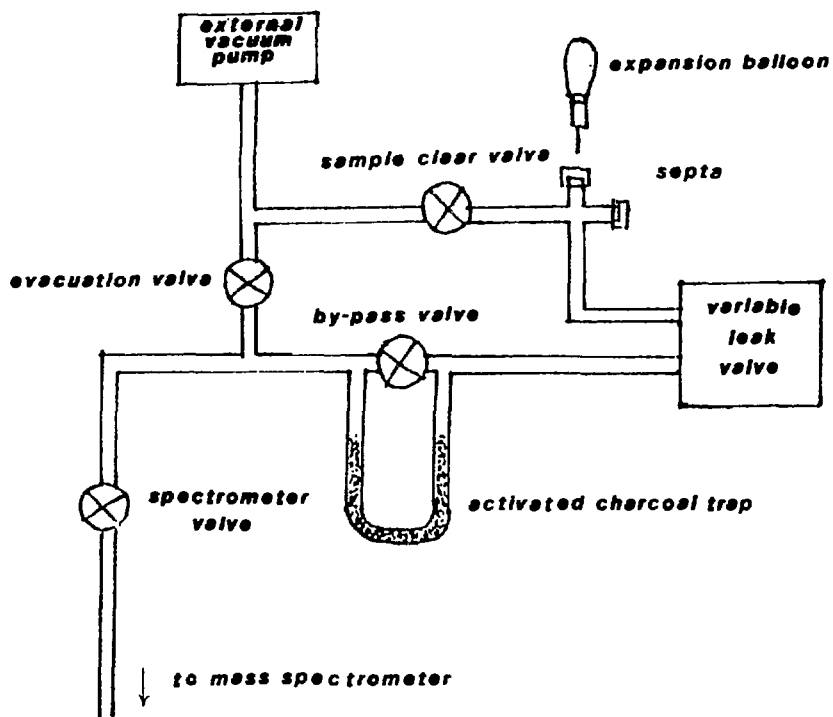 external
vacuum
pump
expansion balloon
sample clear valve
septa
evacuation valve
by-pass valve
variable
leak
valve
spectrometer
valve
activated charcoal trap
to mass spectrometer